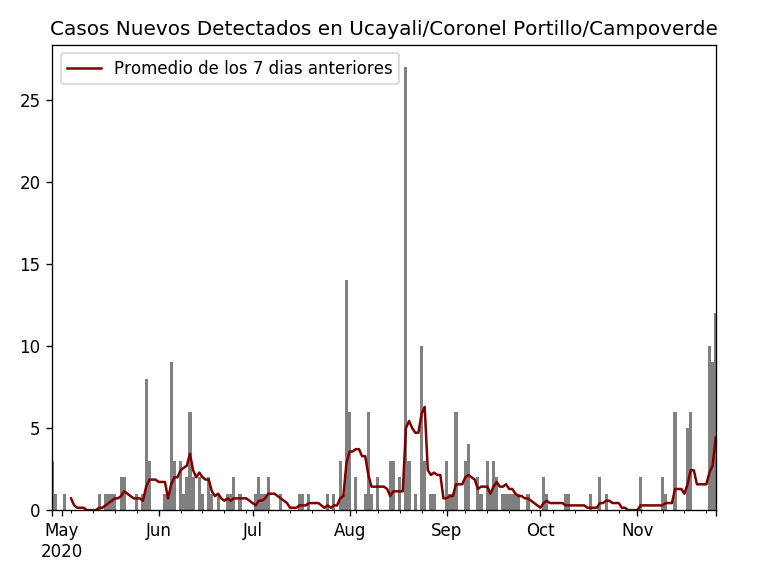 Casos Nuevos Detectados en Ucayali/Coronel Portillo/Campoverde
Promedio de los 7 dias anteriores
25
20
15
10
5
0
May Jun Jul Aug Sep Oct Nov
2020